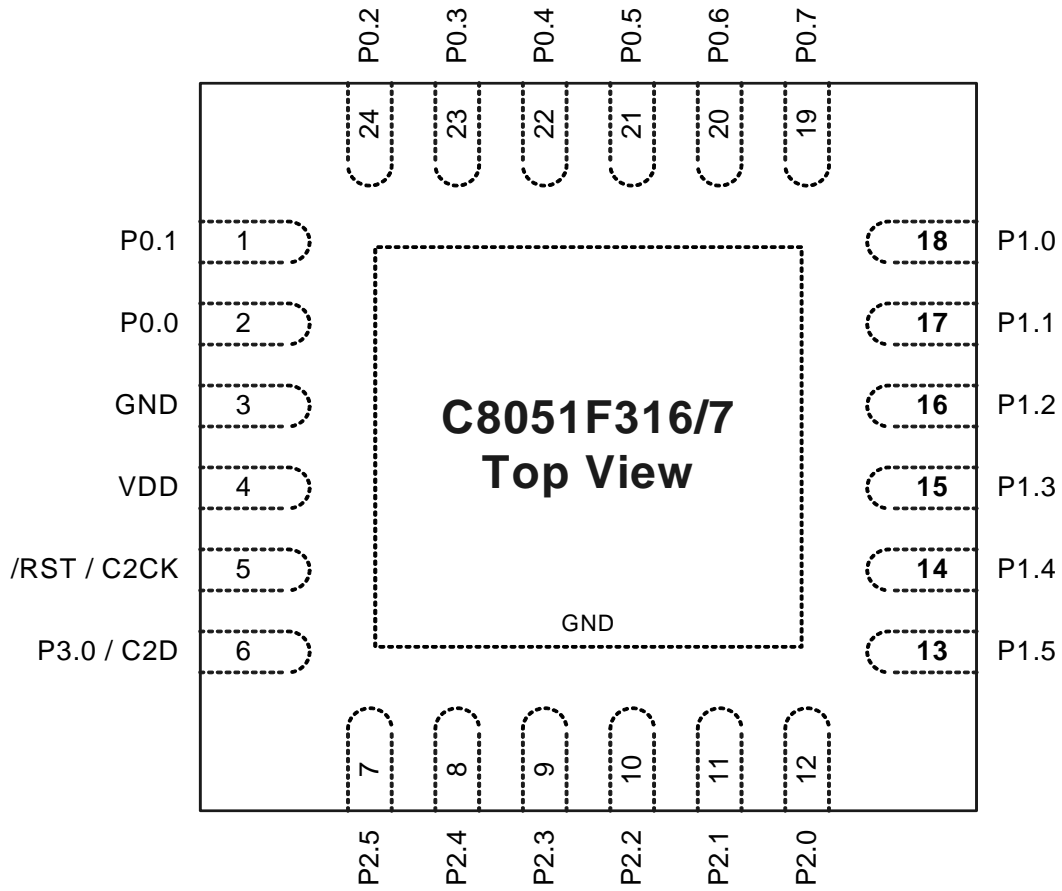 P0.2
P0.3
P0.4
P0.5
P0.6
P0.7
24
23
22
21
20
19
P0.1
1
18
P1.0
P0.0
2
17
P1.1
GND
3
16
P1.2
VDD
4
15
P1.3
/RST / C2CK
5
14
P1.4
P3.0 / C2D
6
13
P1.5
C8051F316/7
Top View
GND
7
8
9
10
11
12
P2.5
P2.4
P2.3
P2.2
P2.1
P2.0